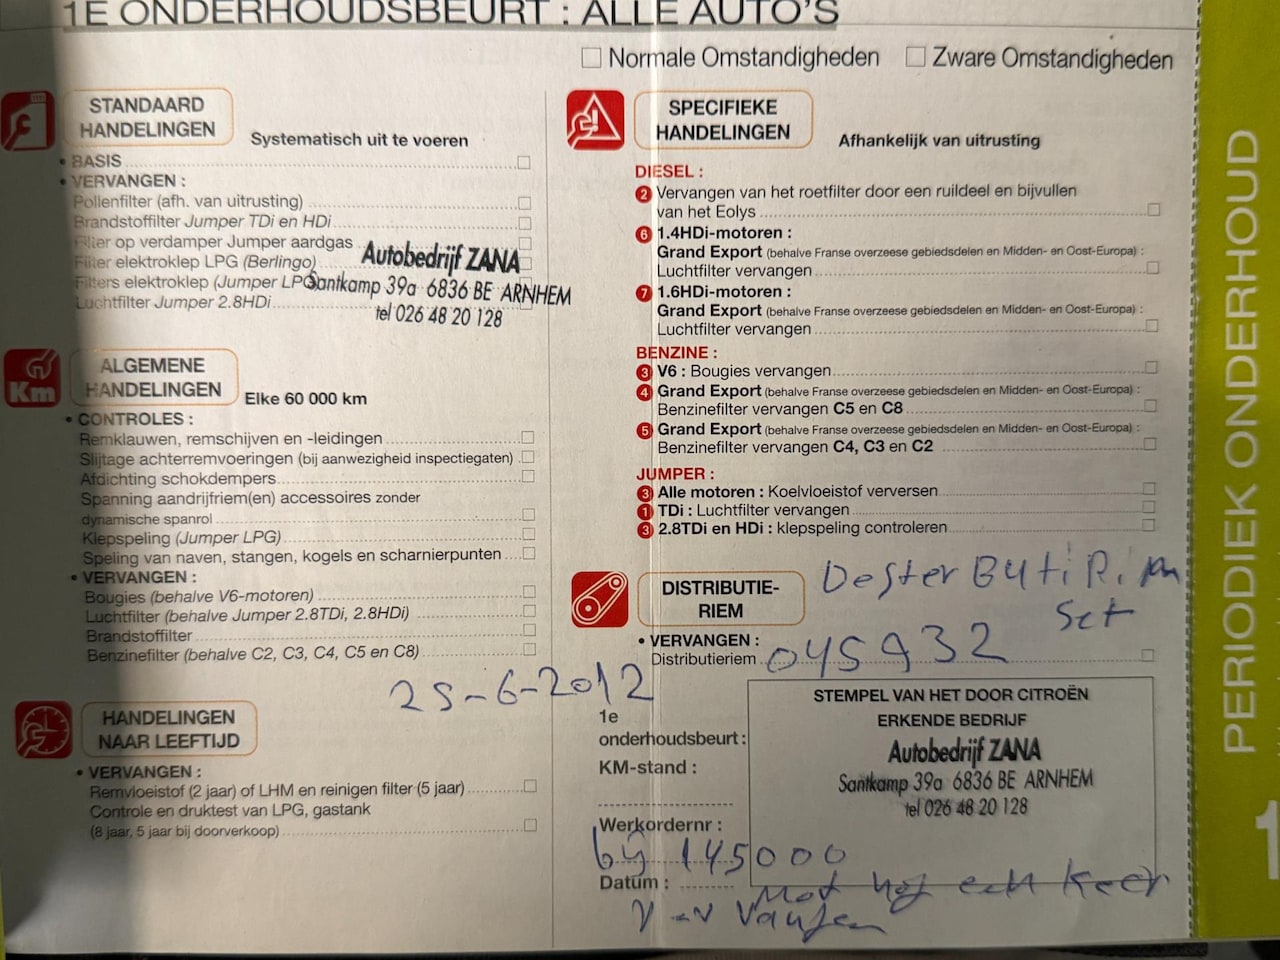 1E ONDERHOUDSBEURT : ALLE AUTO'S
Normale Omstandigheden
Zware Omstandigheden
STANDAARD
HANDELINGEN
Systematisch uit te voeren
• BASIS
• VERVANGEN :
Pollenfilter (afh. van uitrusting)
Brandstoffilter Jumper TDi en HDi
Filter op verdamper Jumper aardgas
Filter elektroklep LPG (Berlingo)
Filters elektroklep (Jumper LPG
Luchtfilter Jumper 2.8HDi
Autobedrijf ZANA
Santkamp 39a 6836 BE ARNHEM
tel 026 48 20 128
Km
ALGEMENE
HANDELINGEN
Elke 60 000 km
• CONTROLES :
Remklauwen, remschijven en -leidingen
Slijtage achterremvoeringen (bij aanwezigheid inspectiegaten)
Afdichting schokdempers
Spanning aandrijfriem(en) accessoires zonder
dynamische spanrol
Klepspeling (Jumper LPG)
Speling van naven, stangen, kogels en scharnierpunten
• VERVANGEN :
Bougies (behalve V6-motoren)
Luchtfilter (behalve Jumper 2.8TDi, 2.8HDi)
Brandstoffilter
Benzinefilter (behalve C2, C3, C4, C5 en C8)
25-6-2012
HANDELINGEN
NAAR LEEFTIJD
• VERVANGEN :
Remvloeistof (2 jaar) of LHM en reinigen filter (5 jaar)
Controle en druktest van LPG, gastank
(8 jaar, 5 jaar bij doorverkoop)
SPECIFIEKE
HANDELINGEN
Afhankelijk van uitrusting
DIESEL :
2 Vervangen van het roetfilter door een ruildeel en bijvullen
van het Eolys
6 1.4HDi-motoren :
Grand Export (behalve Franse overzeese gebiedsdelen en Midden- en Oost-Europa) :
Luchtfilter vervangen
7 1.6HDi-motoren :
Grand Export (behalve Franse overzeese gebiedsdelen en Midden- en Oost-Europa) :
Luchtfilter vervangen
BENZINE :
3 V6 : Bougies vervangen
4 Grand Export (behalve Franse overzeese gebiedsdelen en Midden- en Oost-Europa) :
Benzinefilter vervangen C5 en C8
5 Grand Export (behalve Franse overzeese gebiedsdelen en Midden- en Oost-Europa) :
Benzinefilter vervangen C4, C3 en C2
JUMPER :
3 Alle motoren : Koelvloeistof verversen
1 TDi : Luchtfilter vervangen
3 2.8TDi en HDi : klepspeling controleren
DISTRIBUTIE-
RIEM
Set
• VERVANGEN :
Distributieriem
045932
STEMPEL VAN HET DOOR CITROËN
ERKENDE BEDRIJF
Autobedrijf ZANA
Santkamp 39a 6836 BE ARNHEM
tel 026 48 20 128
1e
onderhoudsbeurt :
KM-stand :
Werkordernr :
by 145000
Datum :
keer
PERIODIEK ONDERHOUD
1